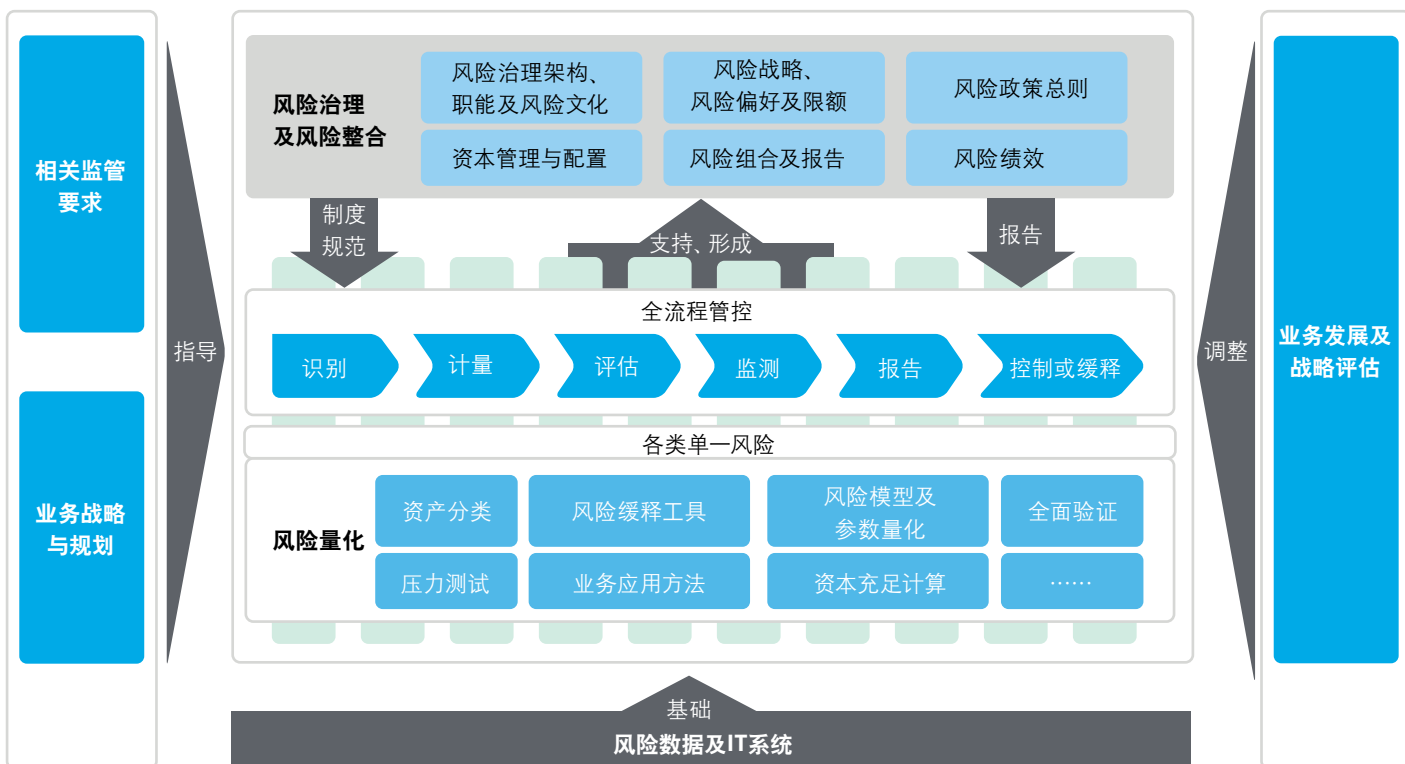 相关监管
要求
业务战略
与规划
指导
风险治理
及风险整合
风险治理架构、
职能及风险文化
风险战略、
风险偏好及限额
风险政策总则
资本管理与配置
风险组合及报告
风险绩效
制度
规范
支持、形成
报告
全流程管控
识别
计量
评估
监测
报告
控制或缓释
各类单一风险
风险量化
资产分类
风险缓释工具
风险模型及
参数量化
全面验证
压力测试
业务应用方法
资本充足计算
……
基础
风险数据及IT系统
调整
业务发展及
战略评估